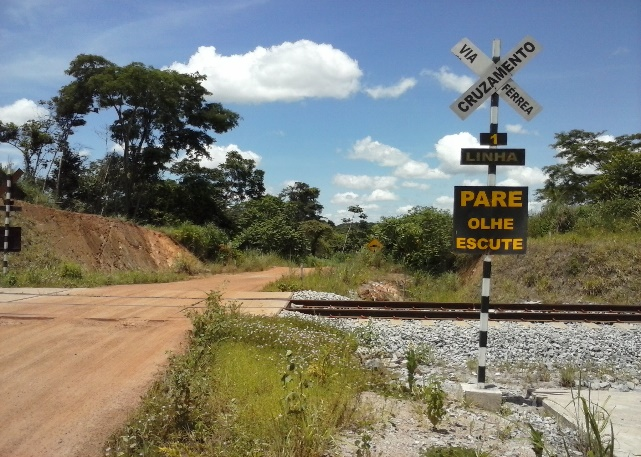 VIA FERREA
CRUZAMENTO
1
LINHA
PARE
OLHE
ESCUTE